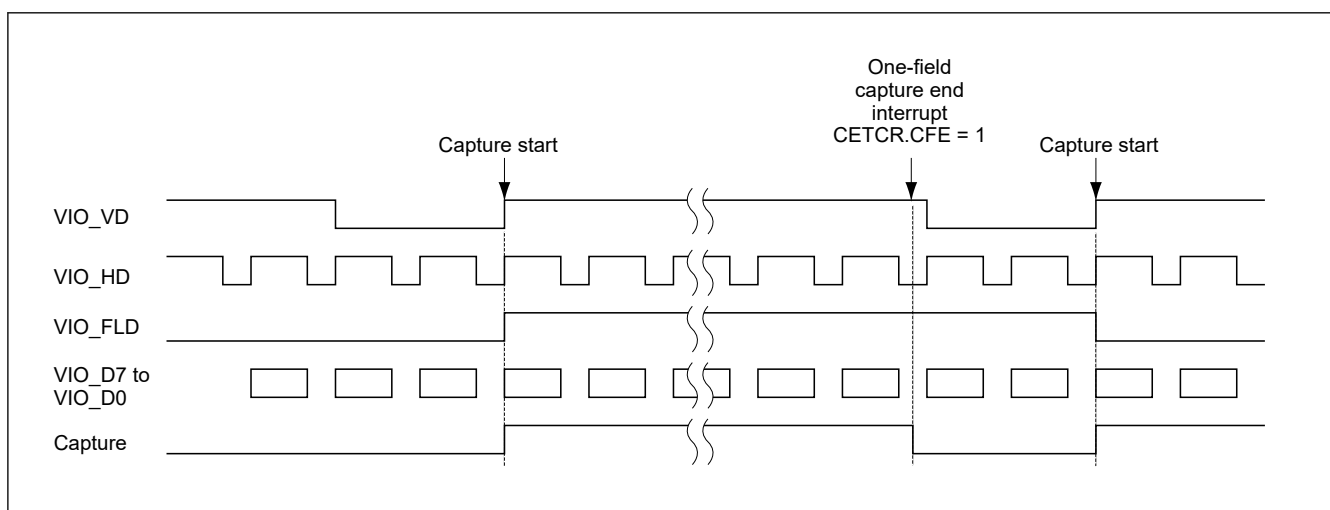 One-field
capture end
interrupt
CETCR.CFE = 1
Capture start
Capture start
VIO_VD
VIO_HD
VIO_FLD
VIO_D7 to
VIO_D0
Capture